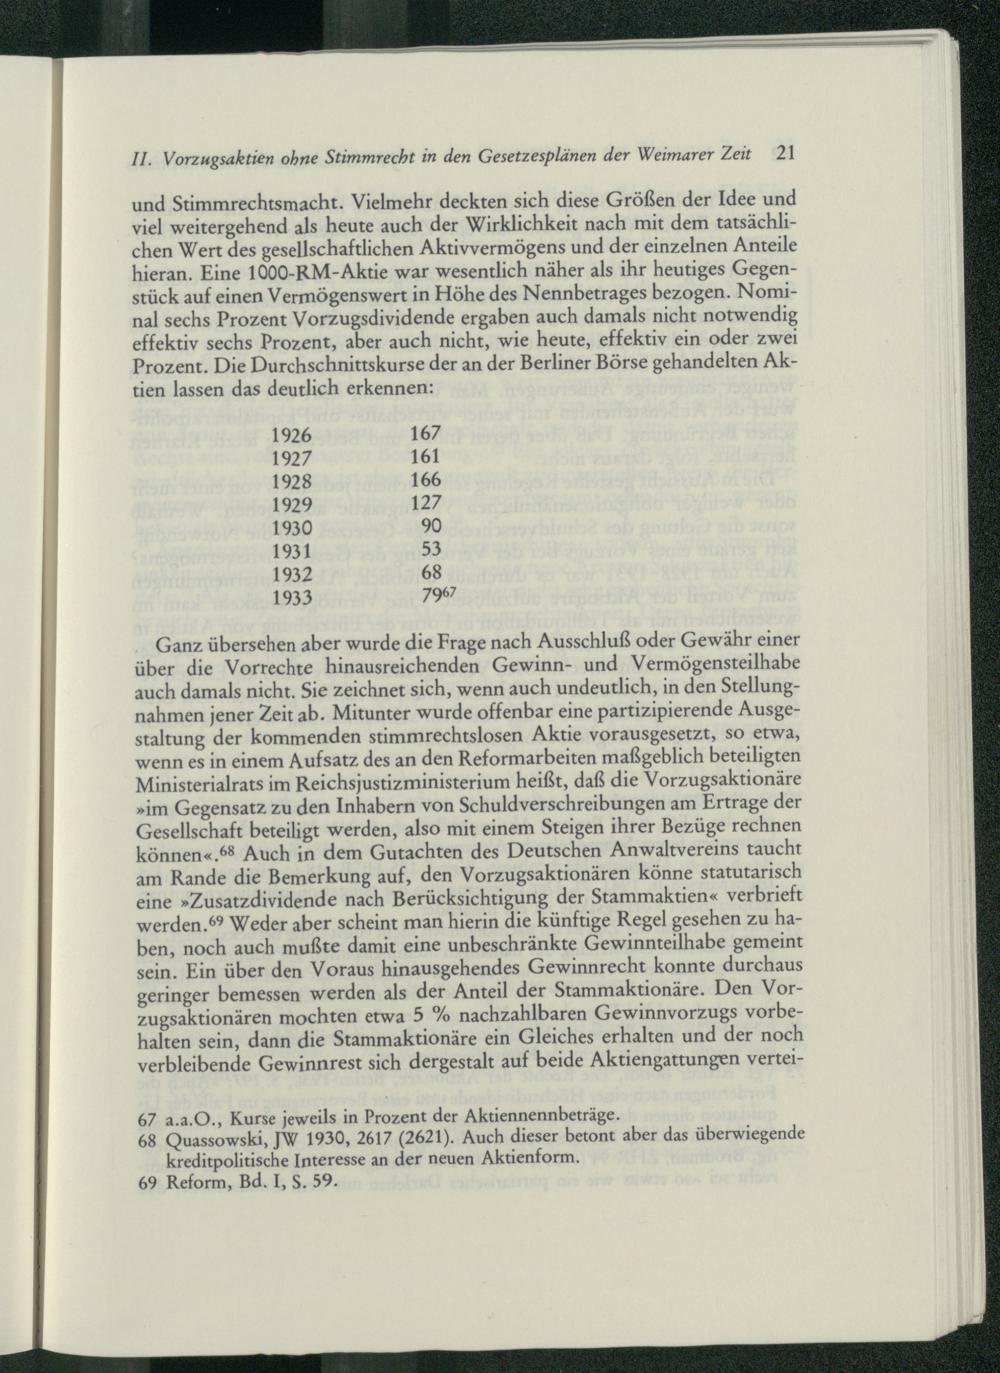 II. Vorzugsaktien ohne Stimmrecht in den Gesetzesplänen der Weimarer Zeit 21
und Stimmrechtsmacht. Vielmehr deckten sich diese Größen der Idee und
viel weitergehend als heute auch der Wirklichkeit nach mit dem tatsächli-
chen Wert des gesellschaftlichen Aktivvermögens und der einzelnen Anteile
hieran. Eine 1000-RM-Aktie war wesentlich näher als ihr heutiges Gegen-
stück auf einen Vermögenswert in Höhe des Nennbetrages bezogen. Nomi-
nal sechs Prozent Vorzugsdividende ergaben auch damals nicht notwendig
effektiv sechs Prozent, aber auch nicht, wie heute, effektiv ein oder zwei
Prozent. Die Durchschnittskurse der an der Berliner Börse gehandelten Ak-
tien lassen das deutlich erkennen:
1926 167
1927 161
1928 166
1929 127
1930 90
1931 53
1932 68
1933 79⁶⁷
Ganz übersehen aber wurde die Frage nach Ausschluß oder Gewähr einer
über die Vorrechte hinausreichenden Gewinn- und Vermögensteilhabe
auch damals nicht. Sie zeichnet sich, wenn auch undeutlich, in den Stellung-
nahmen jener Zeit ab. Mitunter wurde offenbar eine partizipierende Ausge-
staltung der kommenden stimmrechtslosen Aktie vorausgesetzt, so etwa,
wenn es in einem Aufsatz des an den Reformarbeiten maßgeblich beteiligten
Ministerialrats im Reichsjustizministerium heißt, daß die Vorzugsaktionäre
»im Gegensatz zu den Inhabern von Schuldverschreibungen am Ertrage der
Gesellschaft beteiligt werden, also mit einem Steigen ihrer Bezüge rechnen
können«.⁶⁸ Auch in dem Gutachten des Deutschen Anwaltvereins taucht
am Rande die Bemerkung auf, den Vorzugsaktionären könne statutarisch
eine »Zusatzdividende nach Berücksichtigung der Stammaktien« verbrieft
werden.⁶⁹ Weder aber scheint man hierin die künftige Regel gesehen zu ha-
ben, noch auch mußte damit eine unbeschränkte Gewinnteilhabe gemeint
sein. Ein über den Voraus hinausgehendes Gewinnrecht konnte durchaus
geringer bemessen werden als der Anteil der Stammaktionäre. Den Vor-
zugsaktionären mochten etwa 5 % nachzahlbaren Gewinnvorzugs vorbe-
halten sein, dann die Stammaktionäre ein Gleiches erhalten und der noch
verbleibende Gewinnrest sich dergestalt auf beide Aktiengattungen vertei-
67 a.a.O., Kurse jeweils in Prozent der Aktiennennbeträge.
68 Quassowski, JW 1930, 2617 (2621). Auch dieser betont aber das überwiegende
kreditpolitische Interesse an der neuen Aktienform.
69 Reform, Bd. I, S. 59.